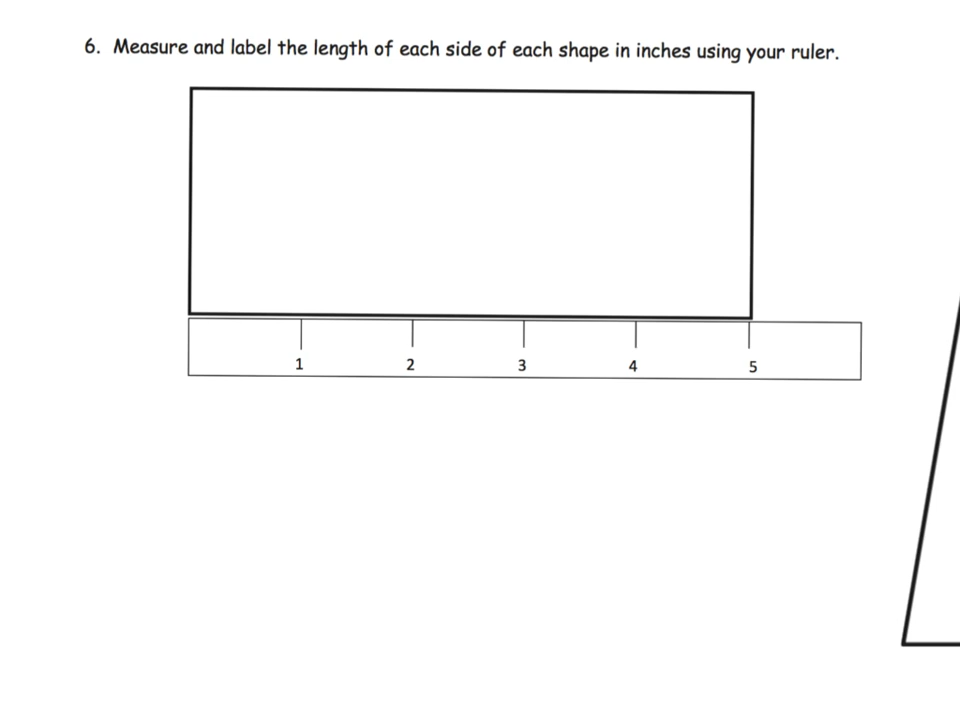 6. Measure and label the length of each side of each shape in inches using your ruler.
1 2 3 4 5